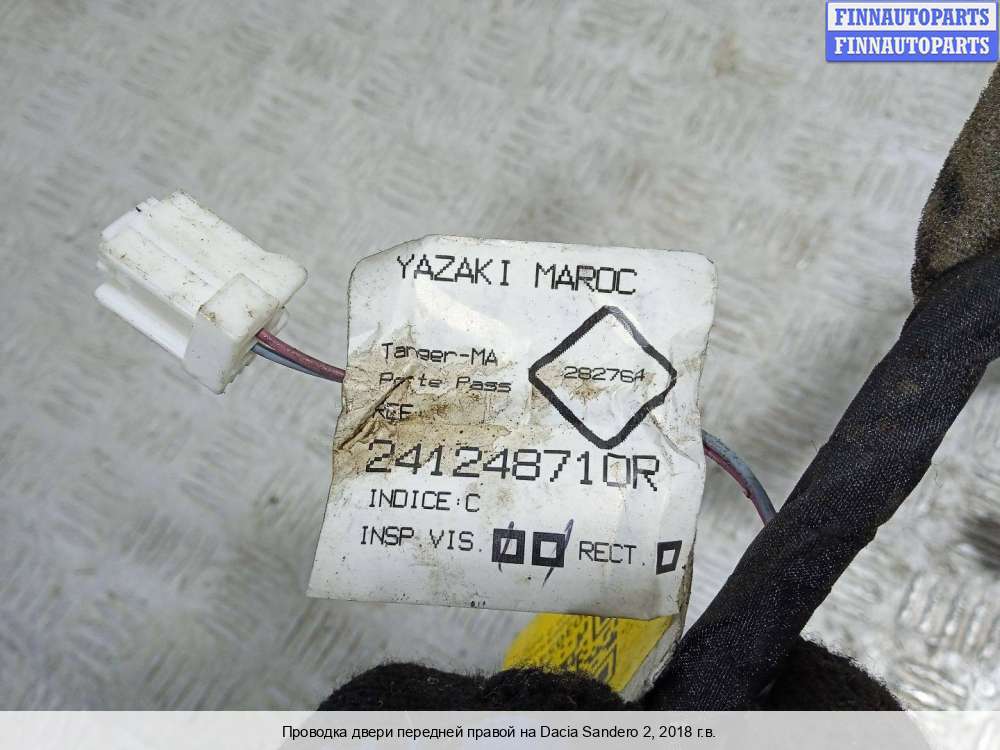 FINNAUTOPARTS
FINNAUTOPARTS
YAZAKI MAROC
Tanger-MA
Porte Pass
282764
REF
241248710R
INDICE:C
INSP.VIS. RECT.
Проводка двери передней правой на Dacia Sandero 2, 2018 г.в.